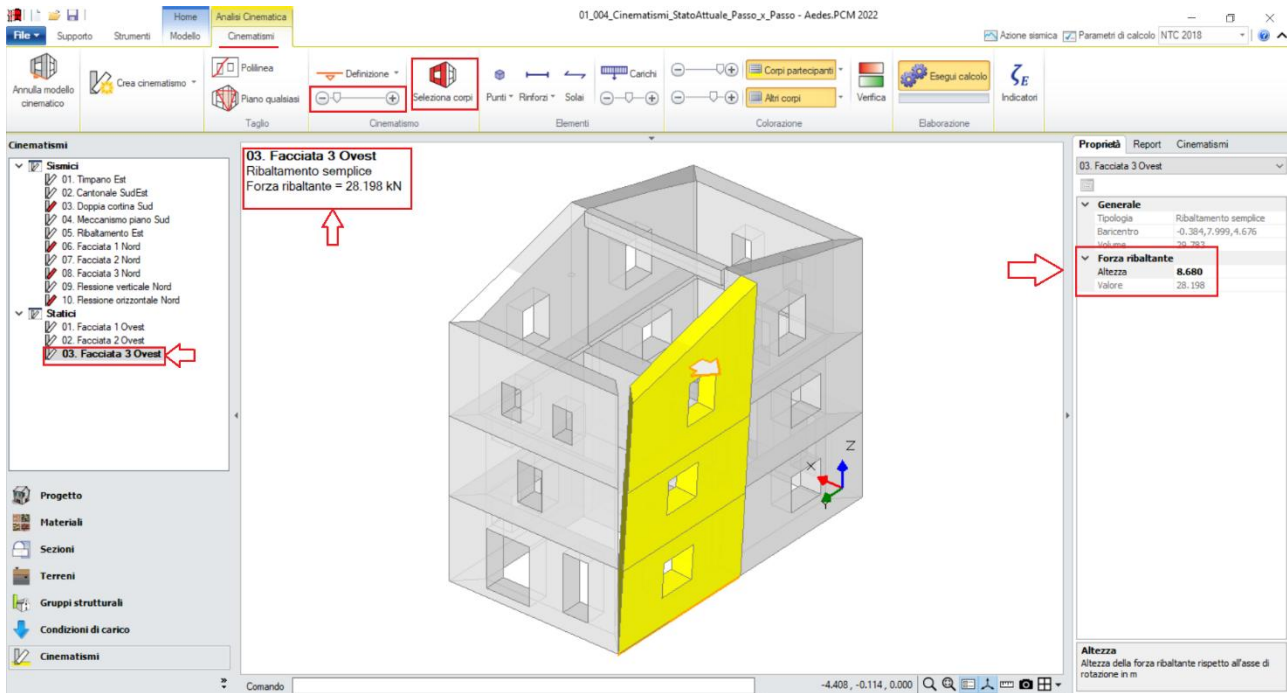 Home
Analisi Cinematica
01_004_Cinematismi_StatoAttuale_Passo_x_Passo - Aedes.PCM 2022
File
Supporto
Strumenti
Modello
Cinematismi
Azione sismica
Parametri di calcolo
NTC 2018
Annulla modello
cinematico
Crea cinematismo
Polilinea
Piano qualsiasi
Taglio
Definizione
Seleziona corpi
Cinematismo
Punti
Rinforzi
Solai
Carichi
Elementi
Corpi partecipanti
Altri corpi
Colorazione
Verifica
Esegui calcolo
Elaborazione
ζE
Indicatori
Cinematismi
Sismici
01. Timpano Est
02. Cantonale SudEst
03. Doppia cortina Sud
04. Meccanismo piano Sud
05. Ribaltamento Est
06. Facciata 1 Nord
07. Facciata 2 Nord
08. Facciata 3 Nord
09. Flessione verticale Nord
10. Flessione orizzontale Nord
Statici
01. Facciata 1 Ovest
02. Facciata 2 Ovest
03. Facciata 3 Ovest
Progetto
Materiali
Sezioni
Terreni
Gruppi strutturali
Condizioni di carico
Cinematismi
03. Facciata 3 Ovest
Ribaltamento semplice
Forza ribaltante = 28.198 kN
Z
X
Y
Comando
-4.408 , -0.114 , 0.000
Proprietà
Report
Cinematismi
03. Facciata 3 Ovest
Generale
Tipologia Ribaltamento semplice
Baricentro -0.384,7.999,4.676
Volume 29.793
Forza ribaltante
Altezza 8.680
Valore 28.198
Altezza
Altezza della forza ribaltante rispetto all'asse di
rotazione in m